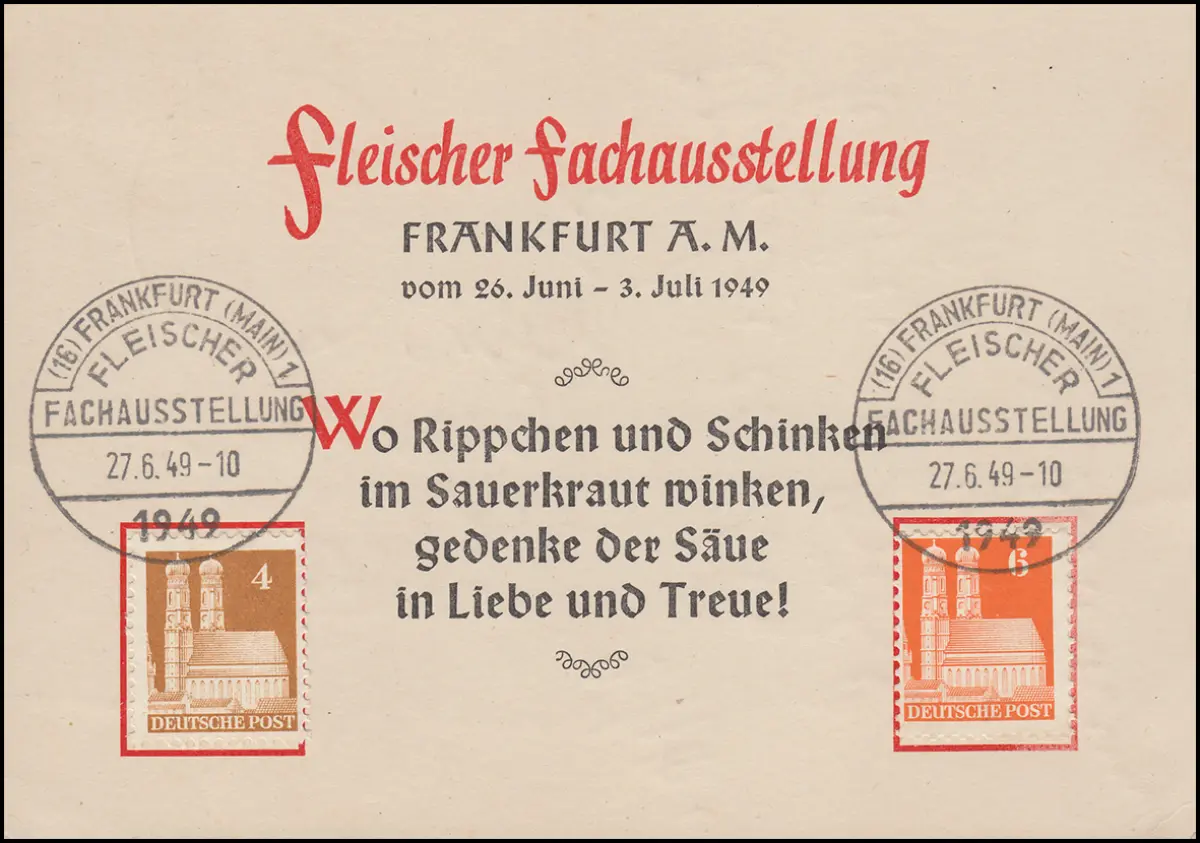 Fleischer Fachausstellung
FRANKFURT A. M.
vom 26. Juni – 3. Juli 1949
(16) FRANKFURT (MAIN) 1
FLEISCHER
FACHAUSSTELLUNG
27.6.49-10
1949
(16) FRANKFURT (MAIN) 1
FLEISCHER
FACHAUSSTELLUNG
27.6.49-10
1949
Wo Rippchen und Schinken
im Sauerkraut winken,
gedenke der Säue
in Liebe und Treue!
4
DEUTSCHE POST
6
DEUTSCHE POST